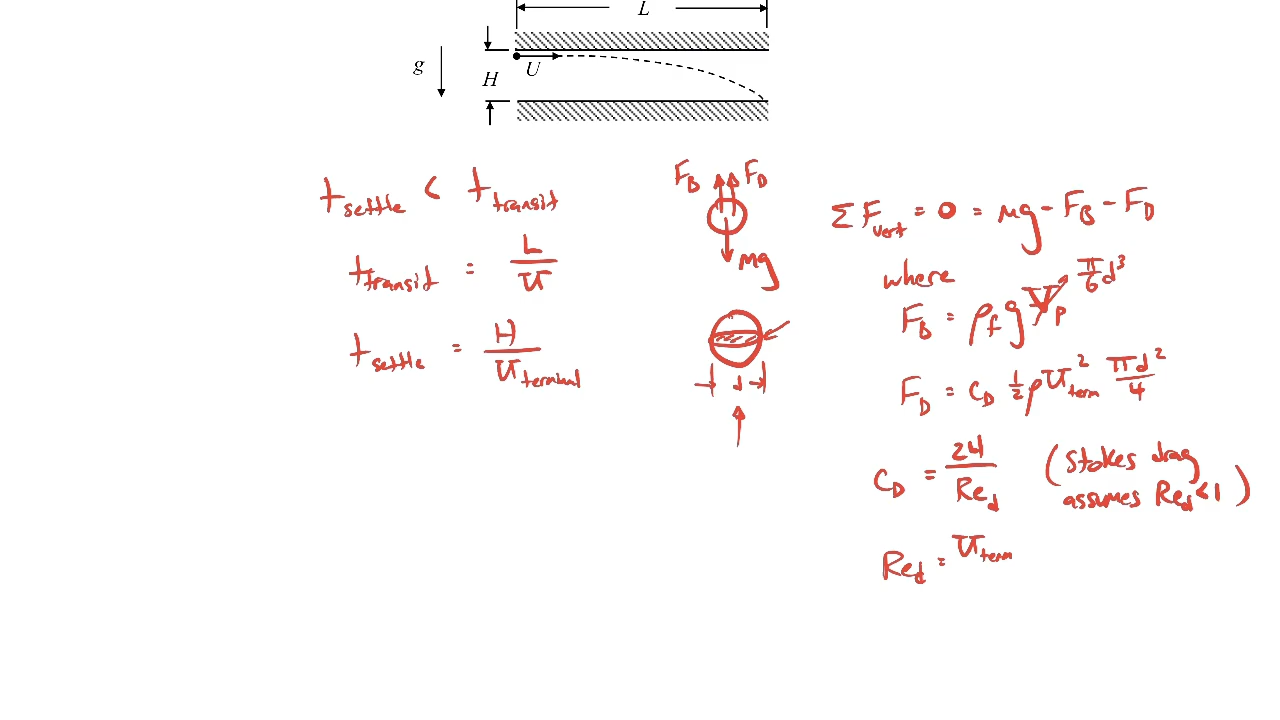 L
g
H
U
t_settle < t_transit
t_transit = L / U
t_settle = H / U_terminal
F_B F_D
mg
d
ΣF_vert = 0 = mg - F_B - F_D
where
F_B = ρ_f g V_p π/6 d³
F_D = C_D 1/2 ρ U_term² πd²/4
C_D = 24 / Re_d (Stokes drag
assumes Re_d < 1)
Re_d = U_term